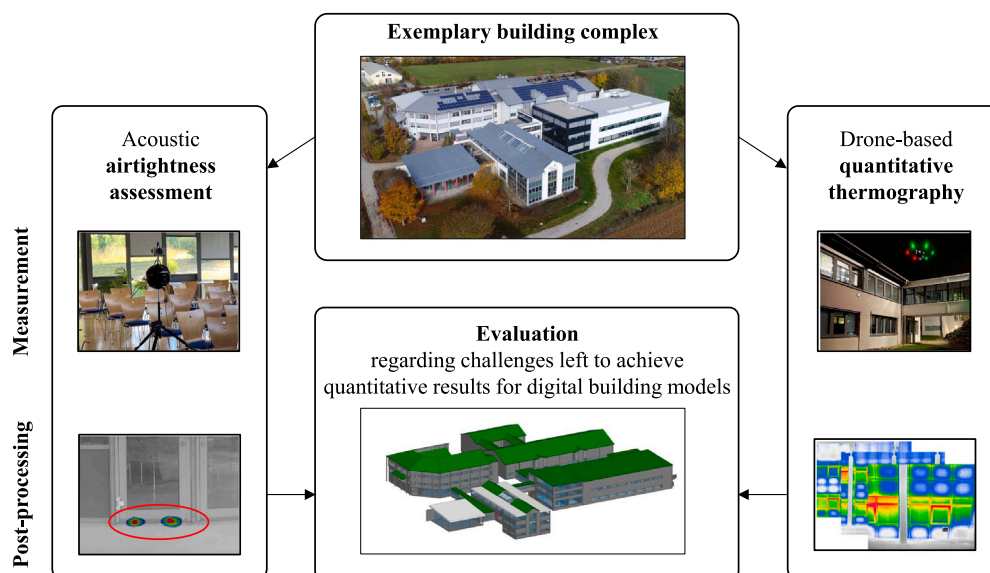 Exemplary building complex
Acoustic
airtightness
assessment
Drone-based
quantitative
thermography
Measurement
Evaluation
regarding challenges left to achieve
quantitative results for digital building models
Post-processing